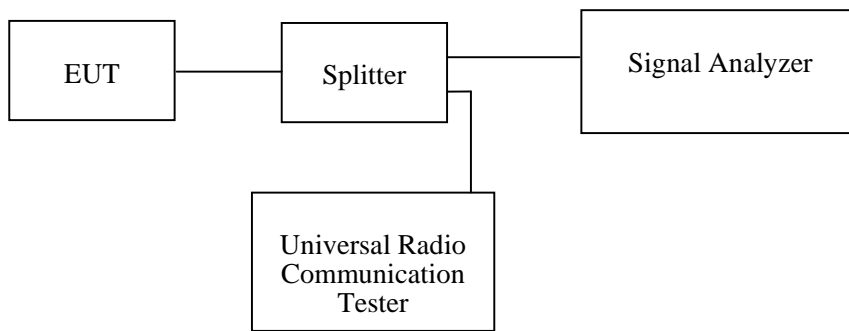 EUT
Splitter
Signal Analyzer
Universal Radio
Communication
Tester